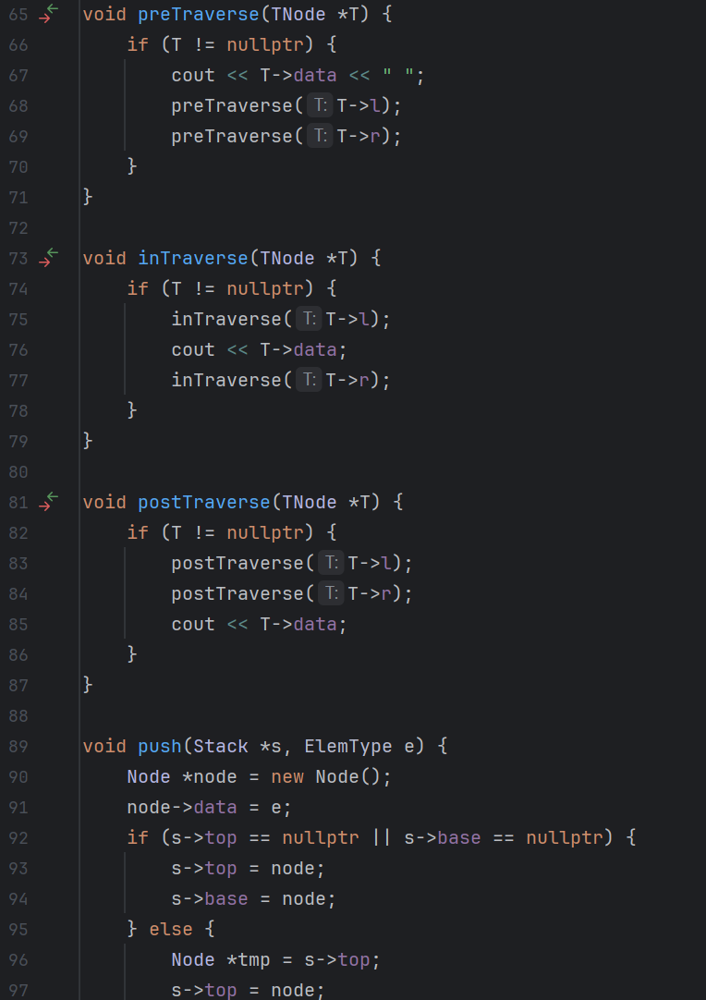 65 void preTraverse(TNode *T) {
66     if (T != nullptr) {
67         cout << T->data << " ";
68         preTraverse( T: T->l);
69         preTraverse( T: T->r);
70     }
71 }
72
73 void inTraverse(TNode *T) {
74     if (T != nullptr) {
75         inTraverse( T: T->l);
76         cout << T->data;
77         inTraverse( T: T->r);
78     }
79 }
80
81 void postTraverse(TNode *T) {
82     if (T != nullptr) {
83         postTraverse( T: T->l);
84         postTraverse( T: T->r);
85         cout << T->data;
86     }
87 }
88
89 void push(Stack *s, ElemType e) {
90     Node *node = new Node();
91     node->data = e;
92     if (s->top == nullptr || s->base == nullptr) {
93         s->top = node;
94         s->base = node;
95     } else {
96         Node *tmp = s->top;
97         s->top = node;